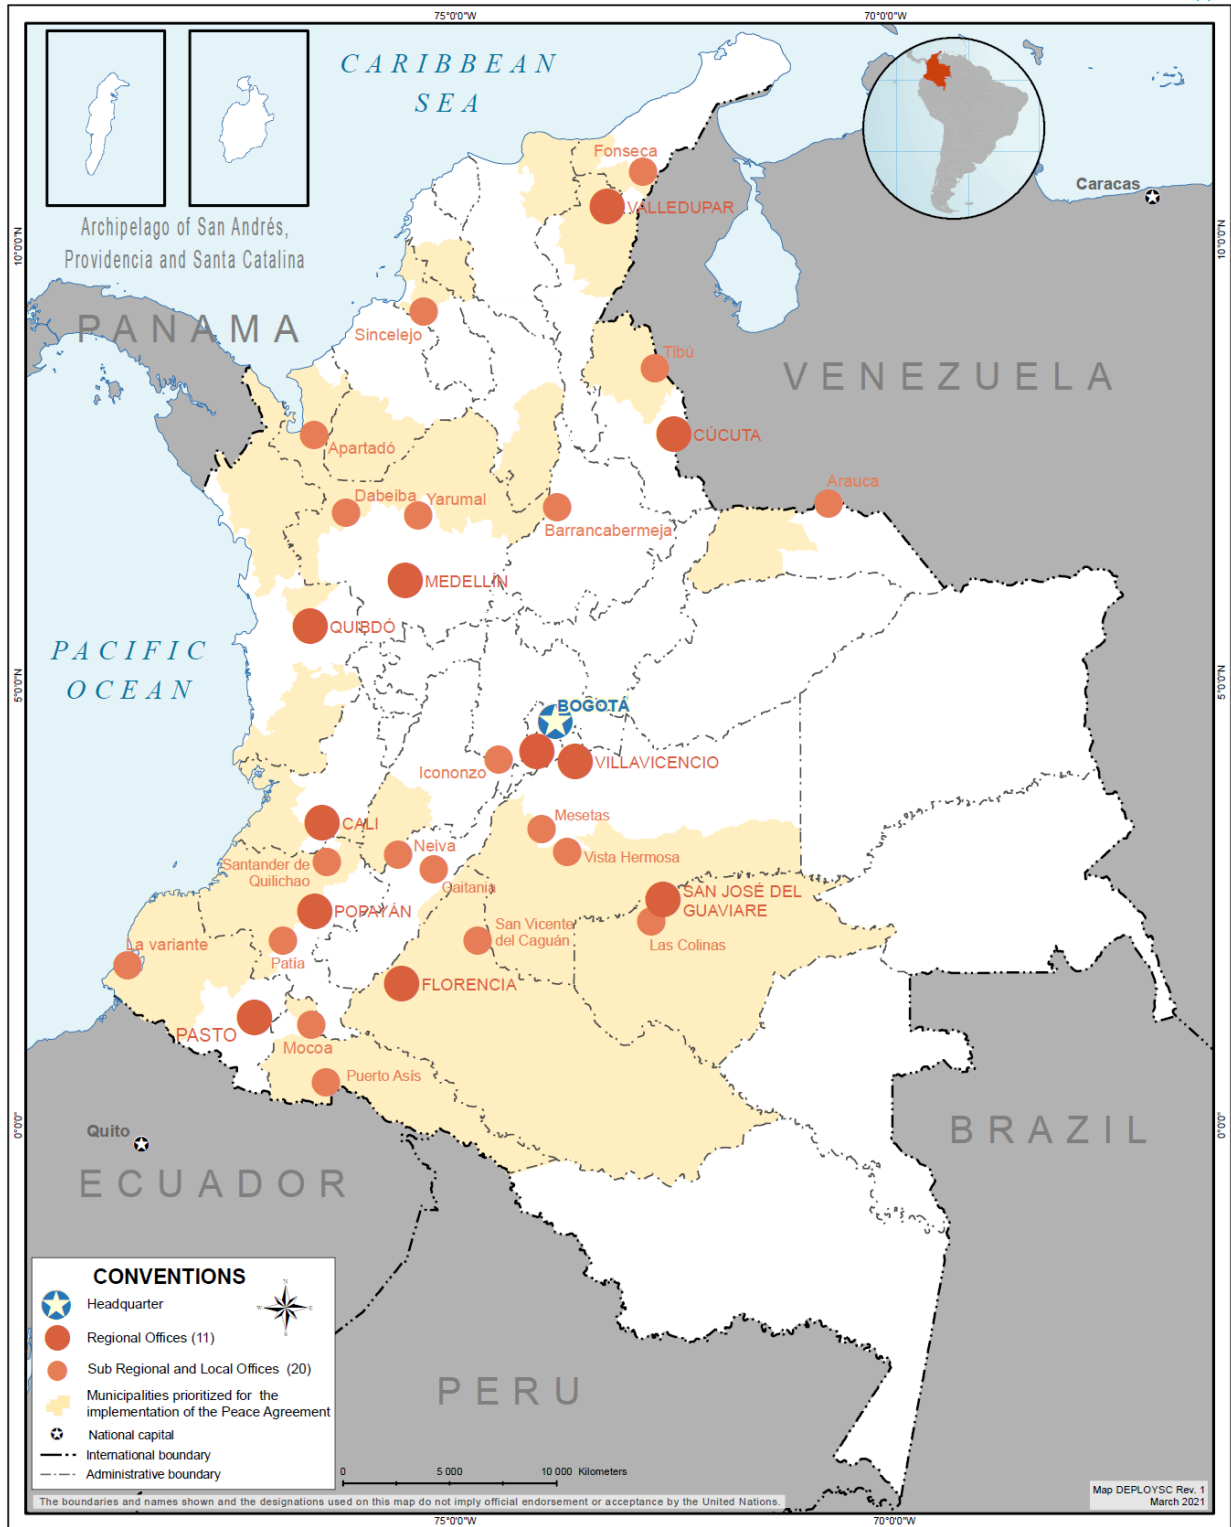 75°0'0"W
70°0'0"W
CARIBBEAN
SEA
Archipelago of San Andrés,
Providencia and Santa Catalina
Fonseca
VALLEDUPAR
Caracas
10°0'0"N
10°0'0"N
PANAMA
Sincelejo
Tibú
VENEZUELA
CÚCUTA
Apartadó
Dabeiba
Yarumal
Barrancabermeja
Arauca
MEDELLÍN
QUIBDÓ
PACIFIC
OCEAN
5°0'0"N
5°0'0"N
BOGOTÁ
Icononzo
VILLAVICENCIO
CALI
Mesetas
Neiva
Vista Hermosa
Santander de
Quilichao
Gaitania
SAN JOSÉ DEL
GUAVIARE
POPAYÁN
San Vicente
del Caguán
Las Colinas
La variante
Patía
FLORENCIA
PASTO
Mocoa
Puerto Asís
0°0'0"
0°0'0"
Quito
ECUADOR
BRAZIL
PERU
CONVENTIONS
N
W
E
S
Headquarter
Regional Offices (11)
Sub Regional and Local Offices (20)
Municipalities prioritized for the
implementation of the Peace Agreement
National capital
International boundary
Administrative boundary
0 5 000 10 000 Kilometers
The boundaries and names shown and the designations used on this map do not imply official endorsement or acceptance by the United Nations.
Map DEPLOYSC Rev. 1
March 2021
75°0'0"W
70°0'0"W